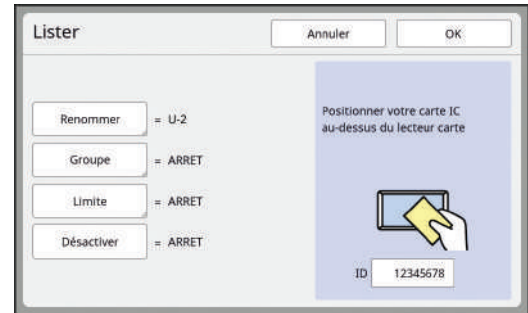 Lister
Annuler
OK
Renommer = U-2
Groupe = ARRET
Limite = ARRET
Désactiver = ARRET
Positionner votre carte IC
au-dessus du lecteur carte
ID 12345678